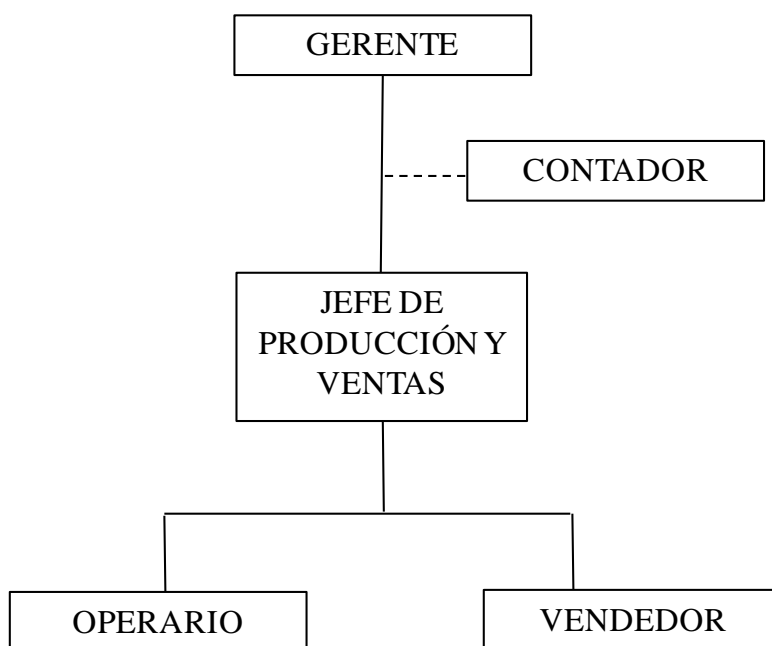 GERENTE
CONTADOR
JEFE DE
PRODUCCIÓN Y
VENTAS
OPERARIO
VENDEDOR